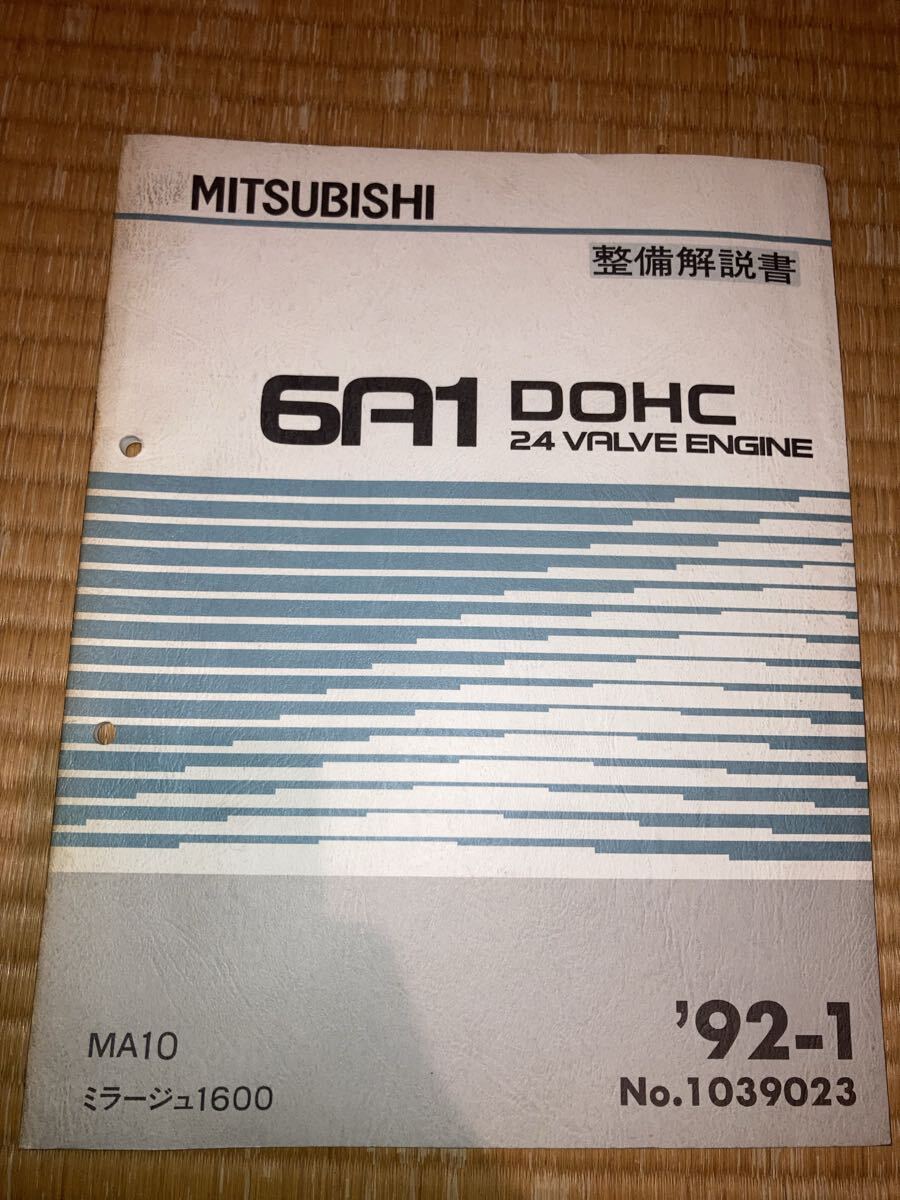 MITSUBISHI
整備解説書
6A1 DOHC
24 VALVE ENGINE
'92-1
No.1039023
MA10
ミラージュ1600